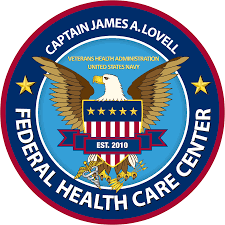 CAPTAIN JAMES A. LOVELL
VETERANS HEALTH ADMINISTRATION
UNITED STATES NAVY
EST. 2010
FEDERAL HEALTH CARE CENTER